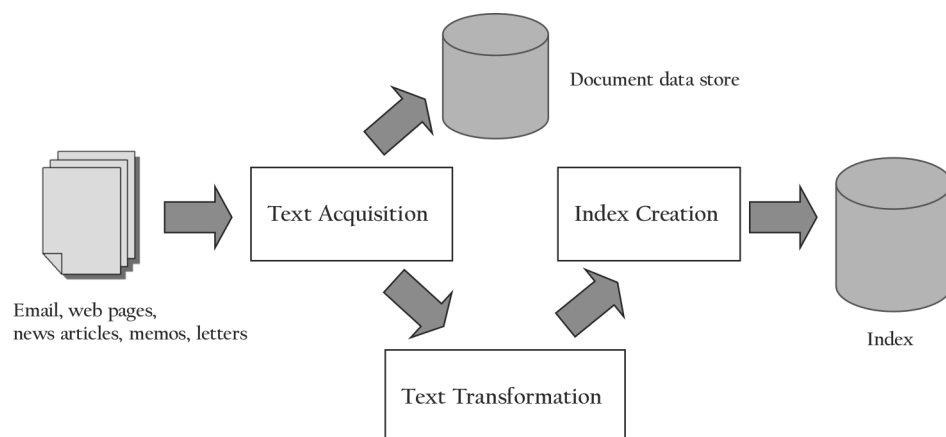 Document data store
Text Acquisition
Index Creation
Email, web pages,
news articles, memos, letters
Index
Text Transformation